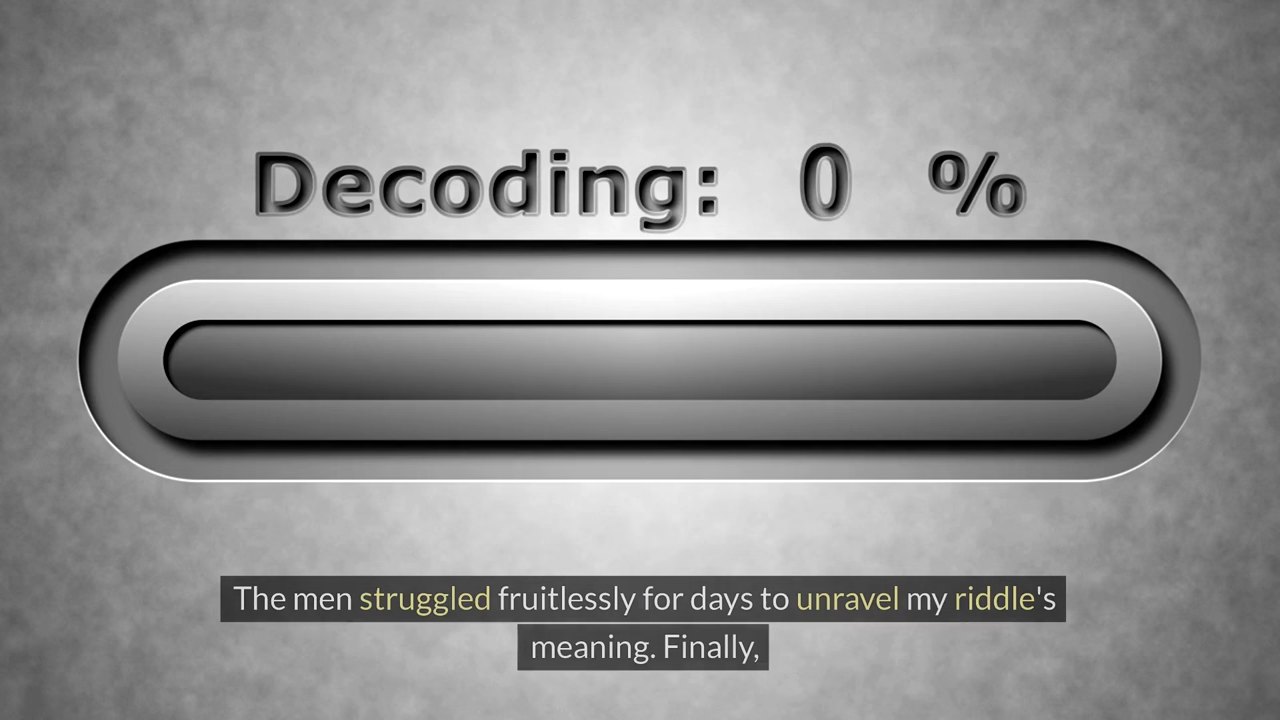 Decoding: 0 %
The men struggled fruitlessly for days to unravel my riddle's
meaning. Finally,